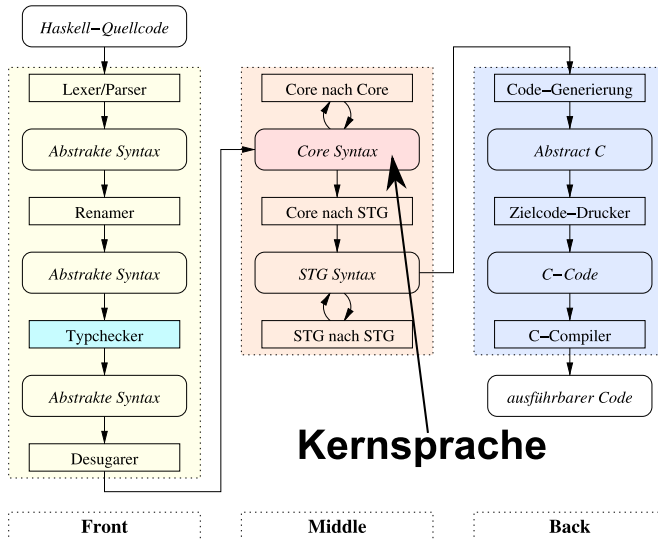 Haskell−Quellcode
Lexer/Parser
Abstrakte Syntax
Renamer
Abstrakte Syntax
Typchecker
Abstrakte Syntax
Desugarer
Front
Core nach Core
Core Syntax
Core nach STG
STG Syntax
STG nach STG
Kernsprache
Middle
Code−Generierung
Abstract C
Zielcode−Drucker
C−Code
C−Compiler
ausführbarer Code
Back